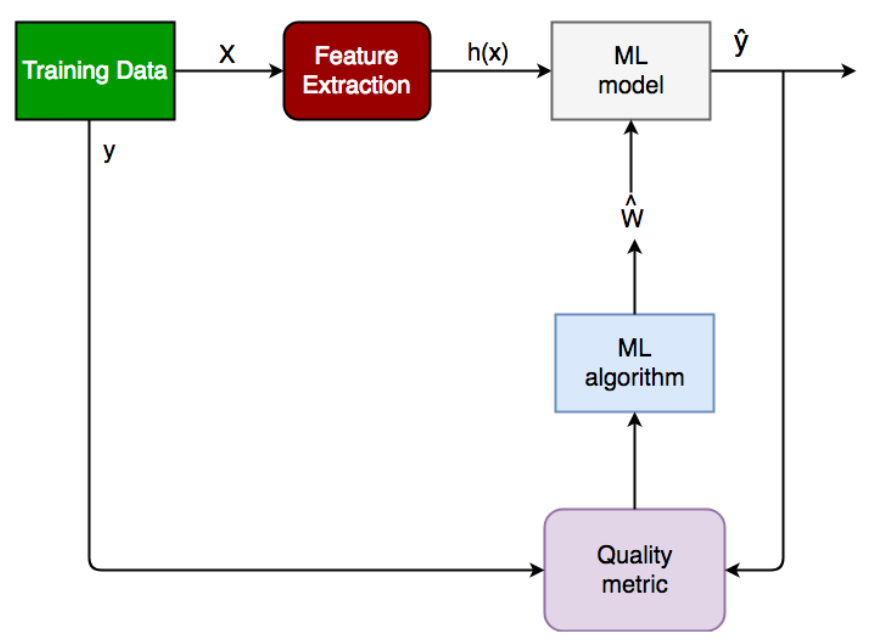 Training Data
X
Feature
Extraction
h(x)
ML
model
ŷ
y
Ŵ
ML
algorithm
Quality
metric